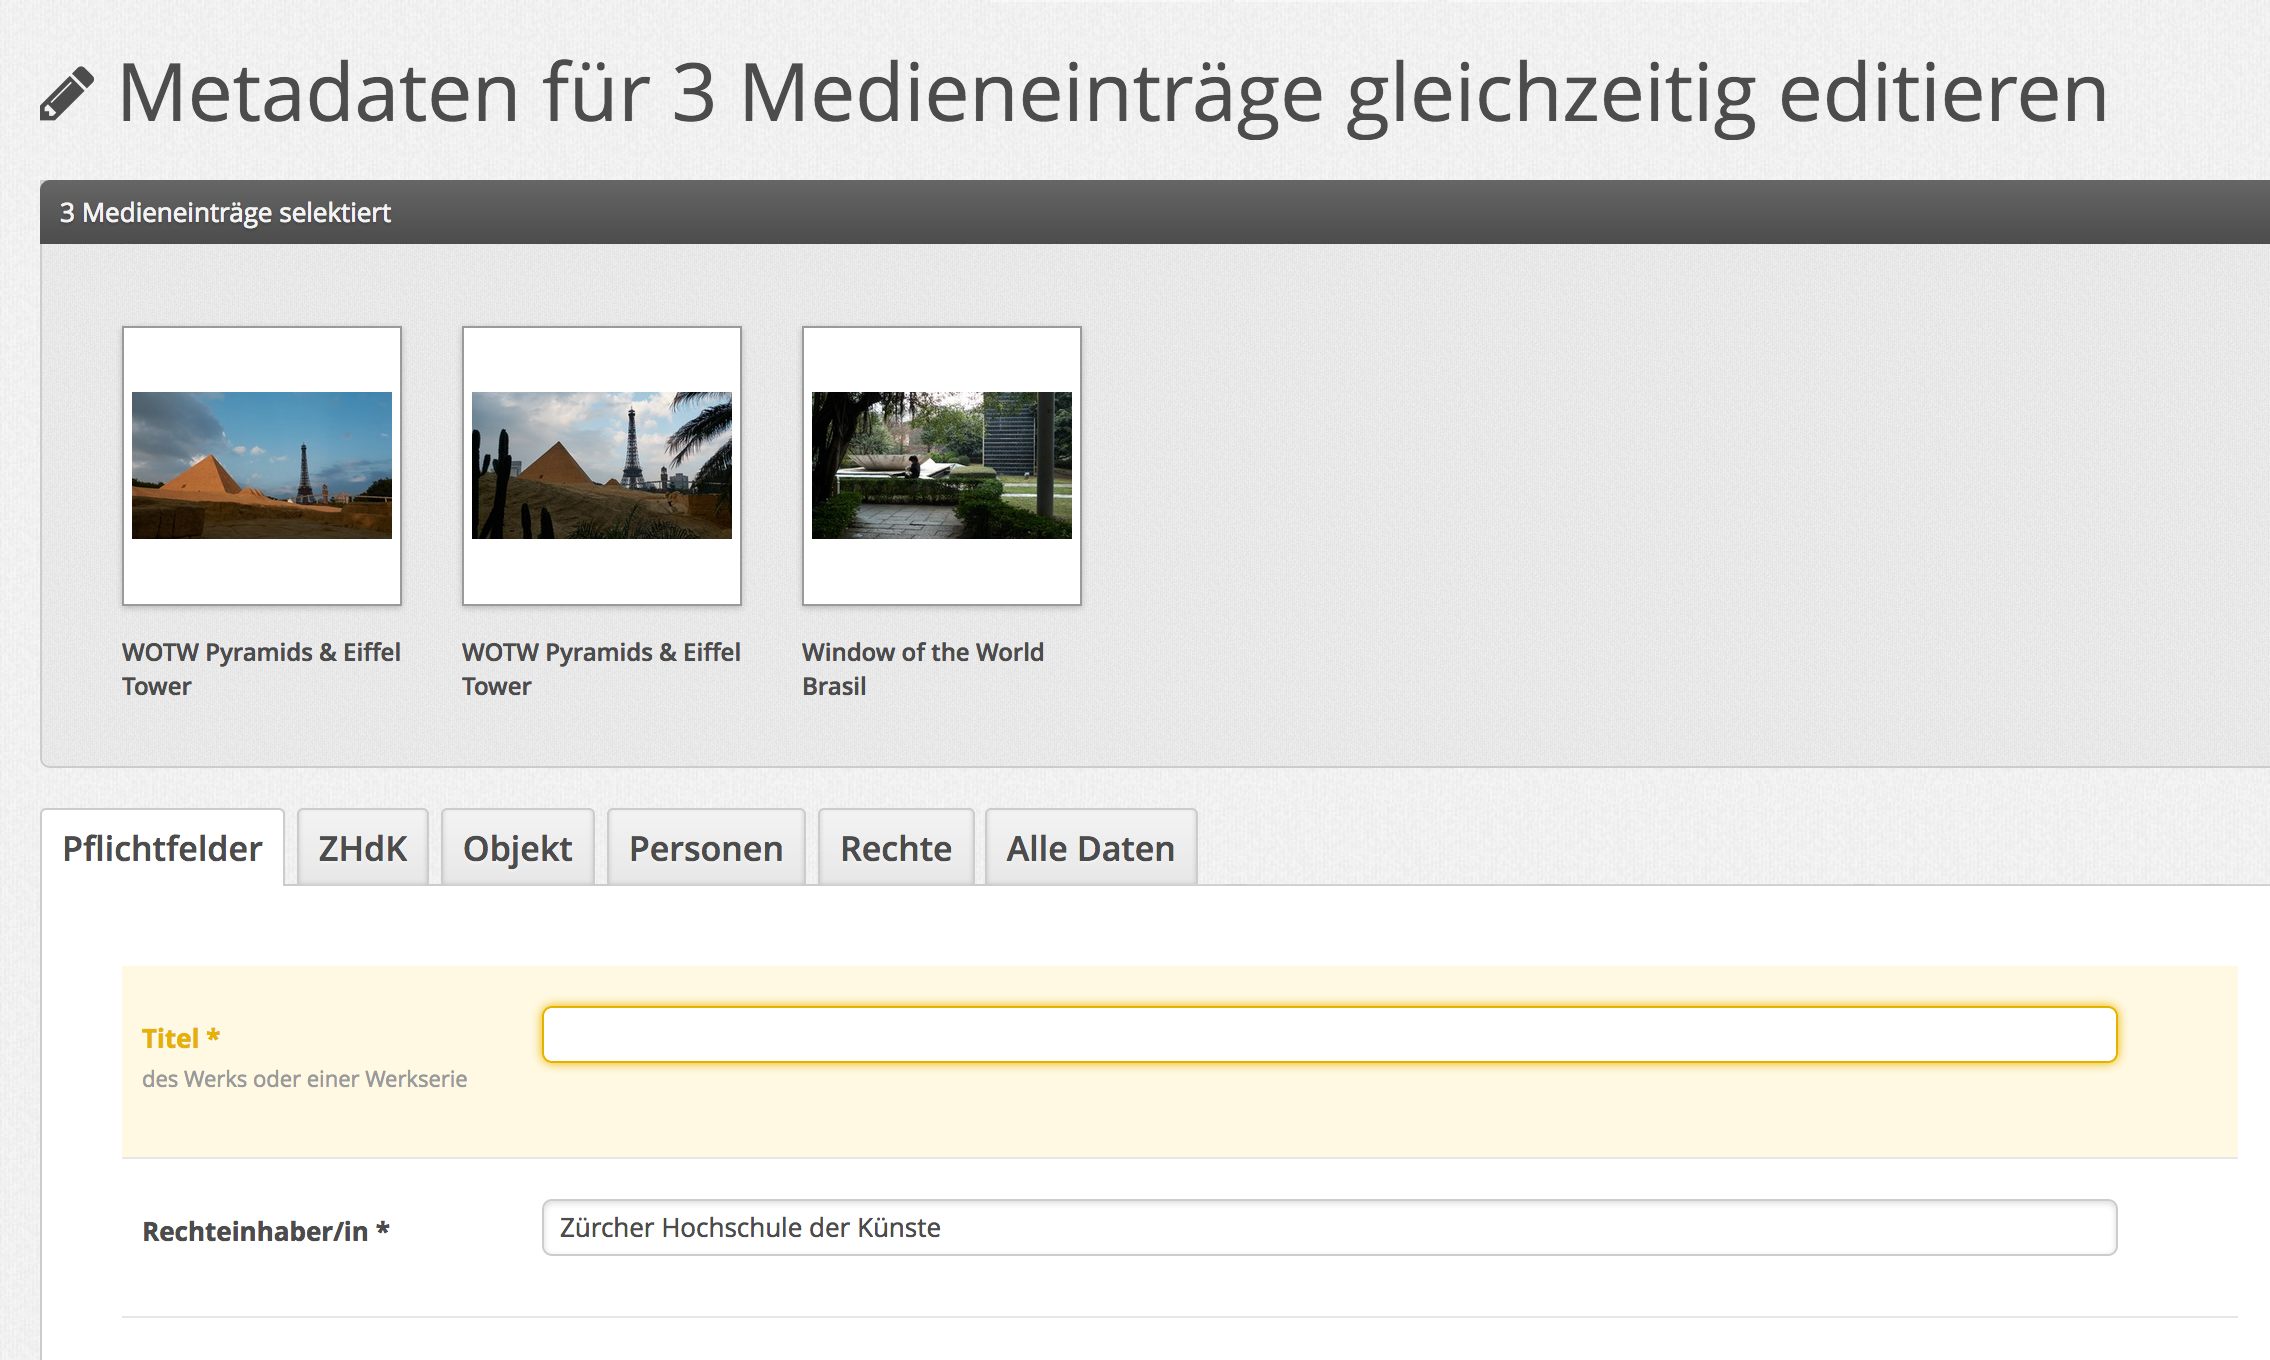 Metadaten für 3 Medieneinträge gleichzeitig editieren
3 Medieneinträge selektiert
WOTW Pyramids & Eiffel
Tower
WOTW Pyramids & Eiffel
Tower
Window of the World
Brasil
Pflichtfelder
ZHdK
Objekt
Personen
Rechte
Alle Daten
Titel *
des Werks oder einer Werkserie
Rechteinhaber/in *
Zürcher Hochschule der Künste